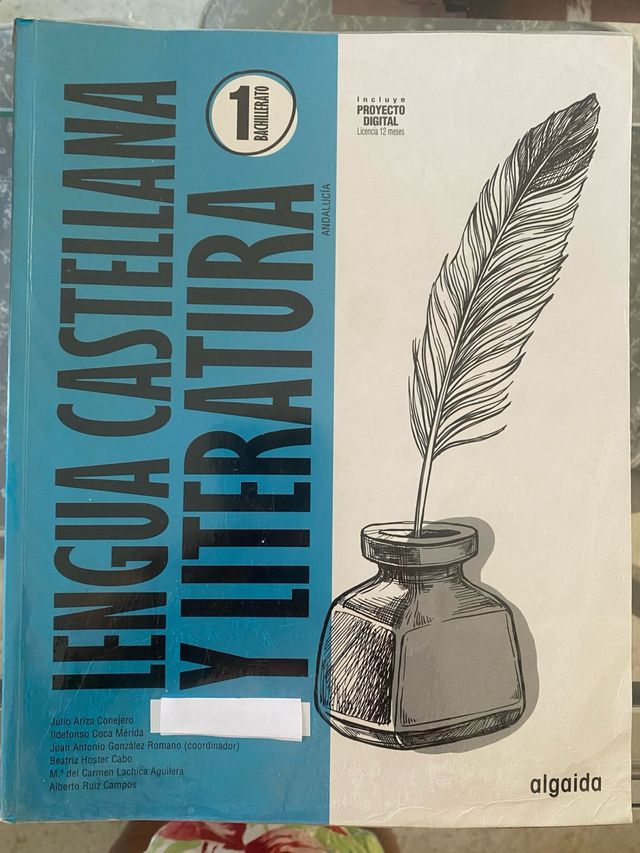 LENGUA CASTELLANA
Y LITERATURA
1
BACHILLERATO
ANDALUCÍA
Incluye
PROYECTO
DIGITAL
Licencia 12 meses
Julio Ariza Conejero
Ildefonso Coca Mérida
Juan Antonio González Romano (coordinador)
Beatriz Hoster Cabo
M.ª del Carmen Lachica Aguilera
Alberto Ruiz Campos
algaida